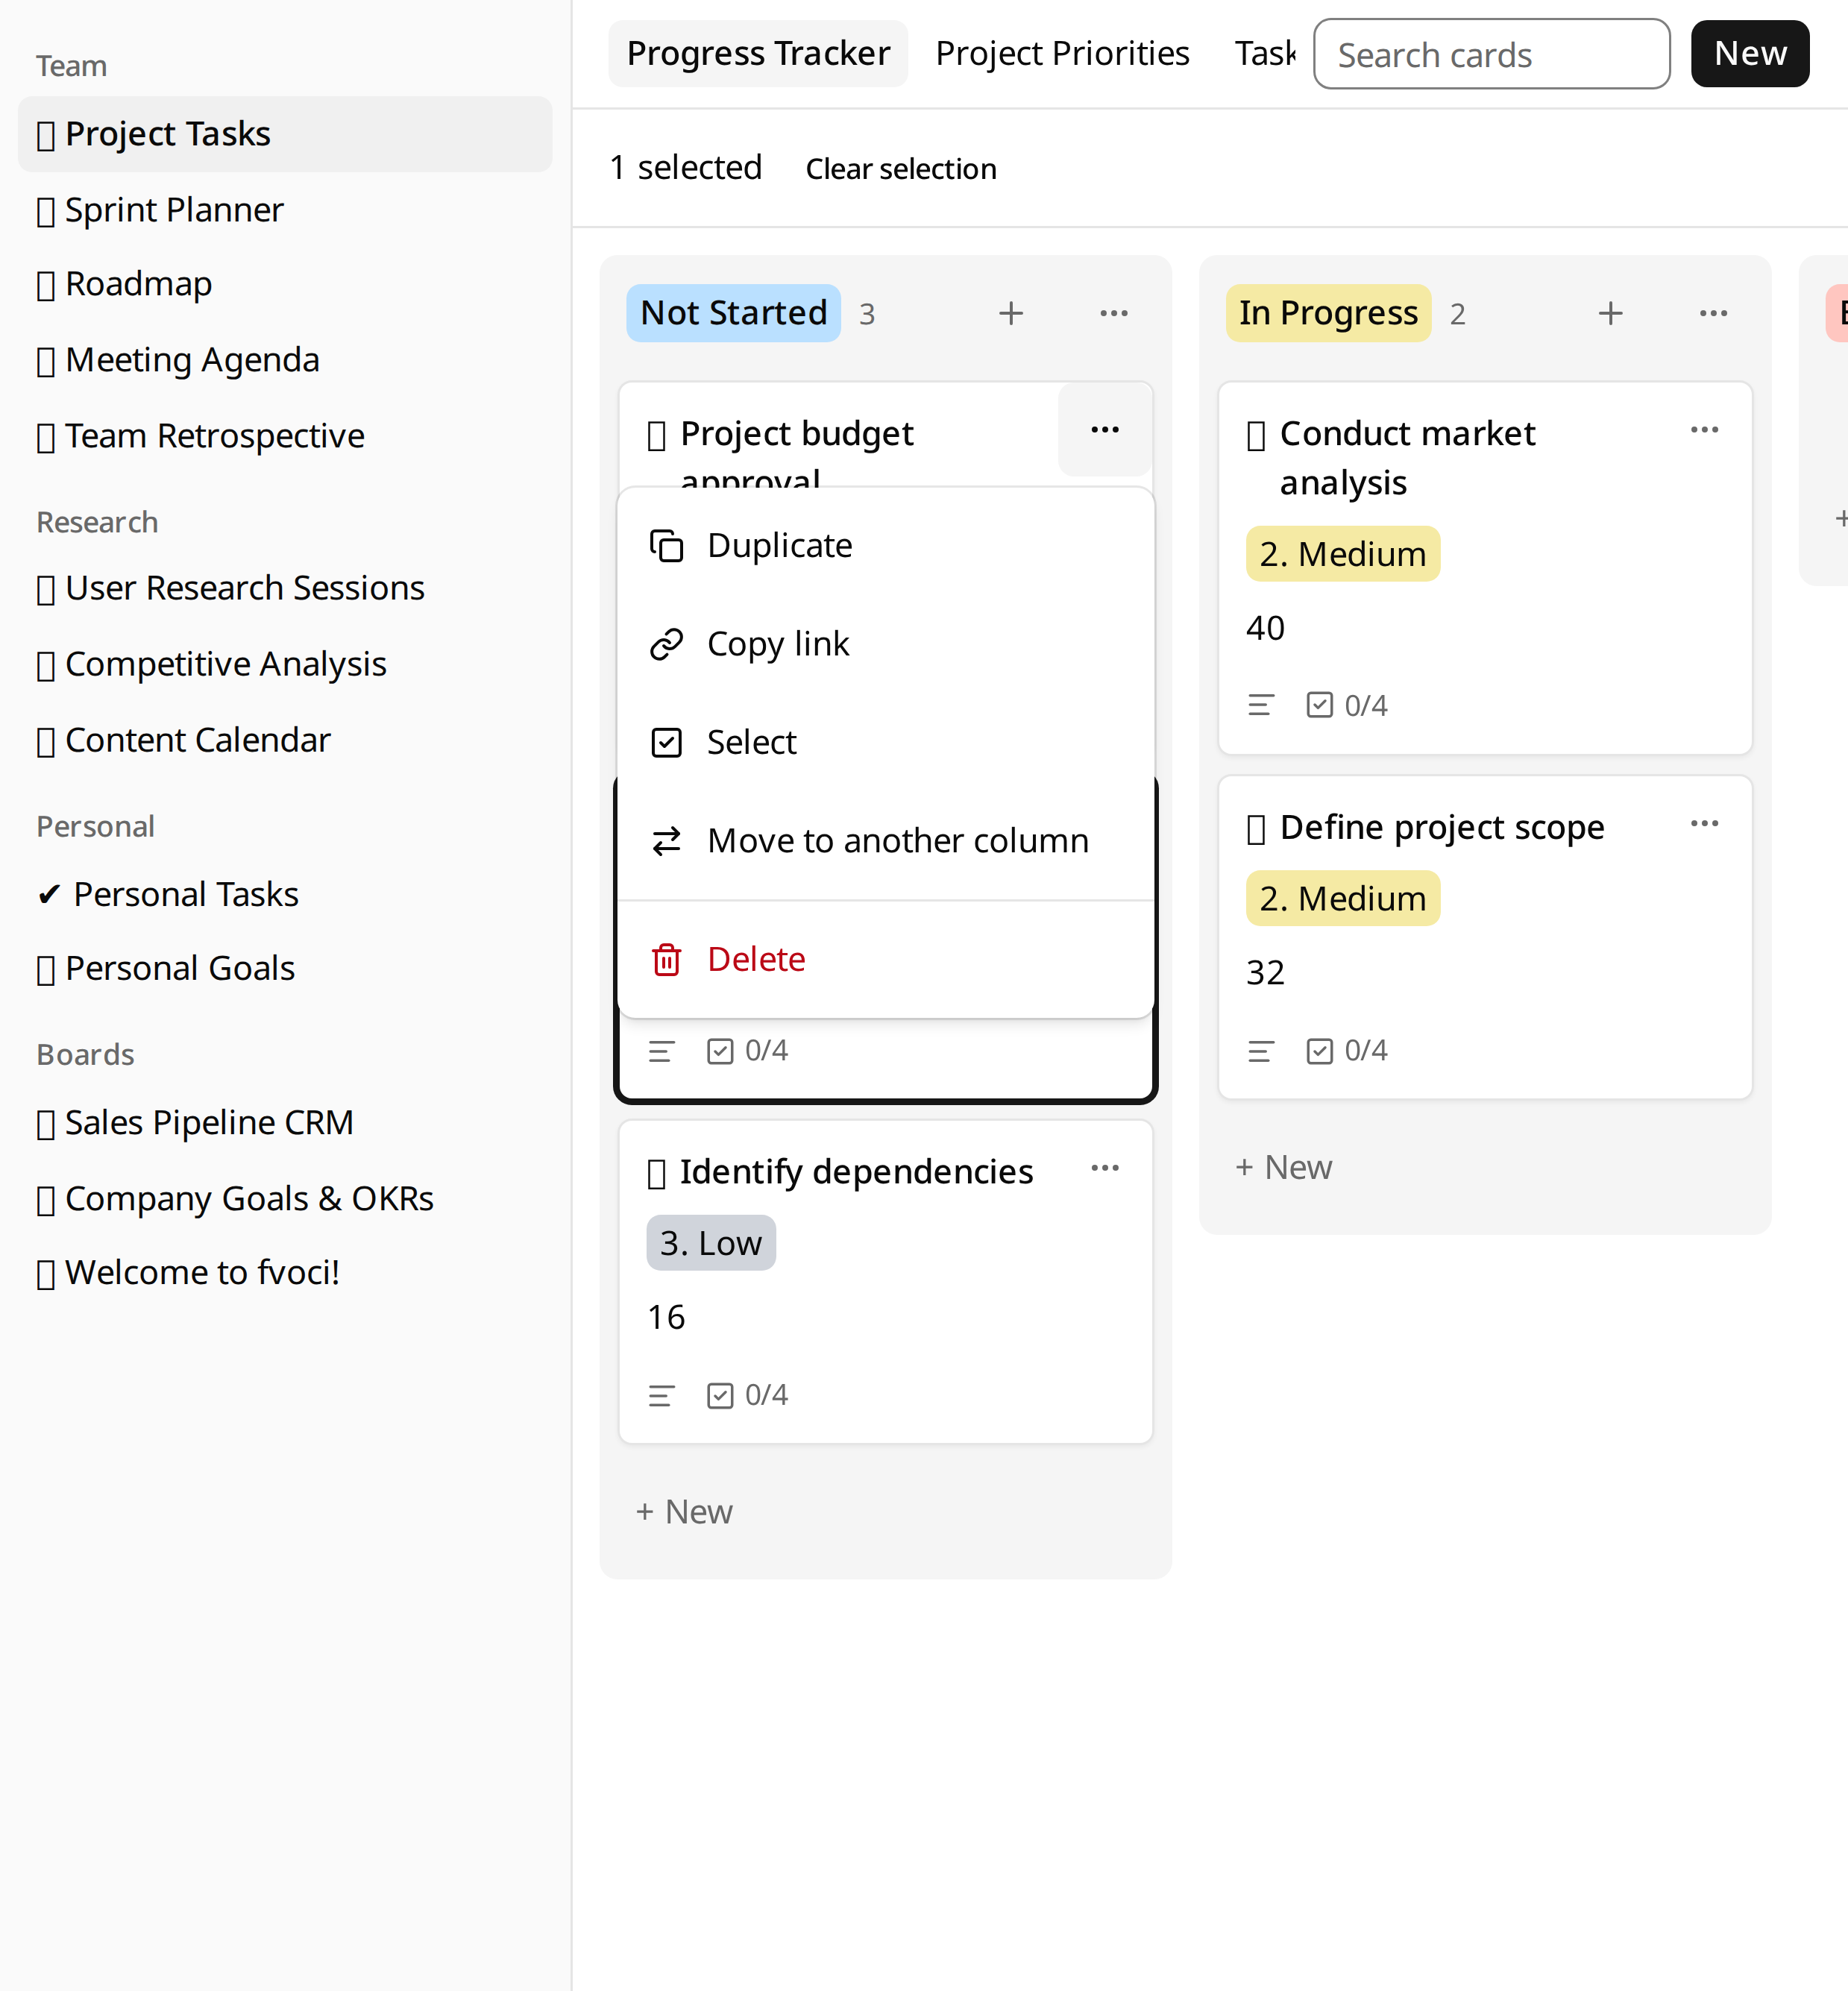 Team
Project Tasks
Sprint Planner
Roadmap
Meeting Agenda
Team Retrospective
Research
User Research Sessions
Competitive Analysis
Content Calendar
Personal
✔ Personal Tasks
Personal Goals
Boards
Sales Pipeline CRM
Company Goals & OKRs
Welcome to fvoci!
Progress Tracker
Project Priorities
Task
Search cards
New
1 selected
Clear selection
Not Started 3
Project budget
approval
Duplicate
Copy link
Select
Move to another column
Delete
0/4
Identify dependencies
3. Low
16
0/4
+ New
In Progress 2
Conduct market
analysis
2. Medium
40
0/4
Define project scope
2. Medium
32
0/4
+ New